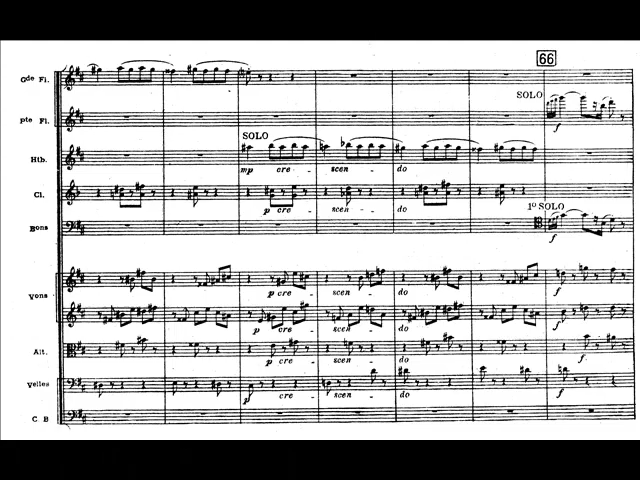 66
Gde Fl.
SOLO
pte Fl.
f
SOLO
Htb.
mp cre - scen - do
Cl.
p cre - scen - do
1º SOLO
Bons
f
Vons
p cre - scen - do f
p cre - scen - do
Alt.
p cre - scen - do f
Velles
p cre - scen - do
C. B